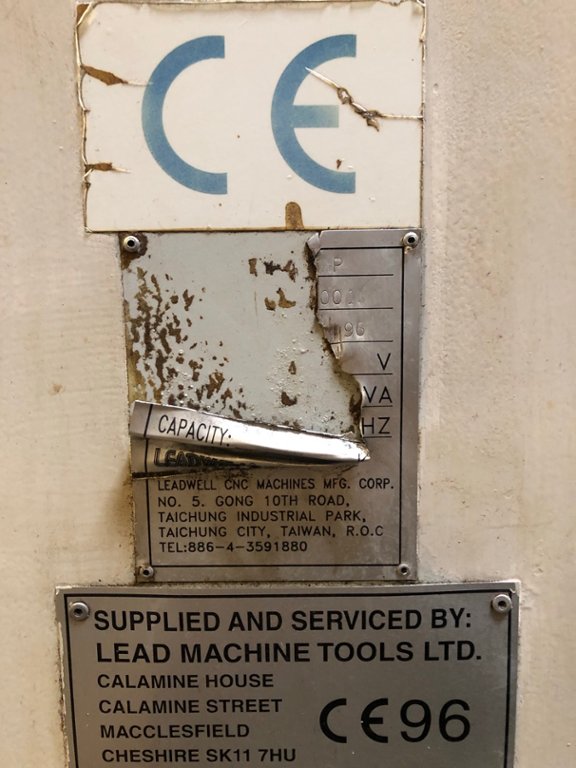 CE
P
96
V
VA
HZ
CAPACITY:
LEADWELL CNC MACHINES MFG. CORP.
NO. 5. GONG 10TH ROAD,
TAICHUNG INDUSTRIAL PARK,
TAICHUNG CITY, TAIWAN, R.O.C
TEL:886-4-3591880
SUPPLIED AND SERVICED BY:
LEAD MACHINE TOOLS LTD.
CALAMINE HOUSE
CALAMINE STREET
MACCLESFIELD
CHESHIRE SK11 7HU
CE96